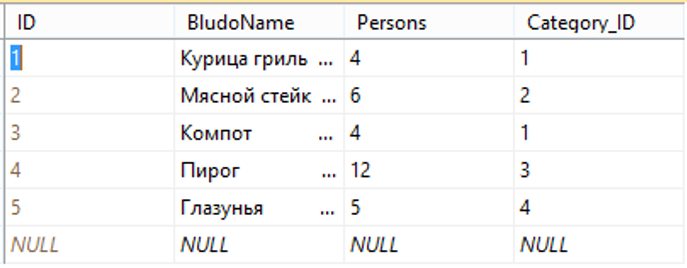 ID BludoName Persons Category_ID
1 Курица гриль ... 4 1
2 Мясной стейк ... 6 2
3 Компот ... 4 1
4 Пирог ... 12 3
5 Глазунья ... 5 4
NULL NULL NULL NULL